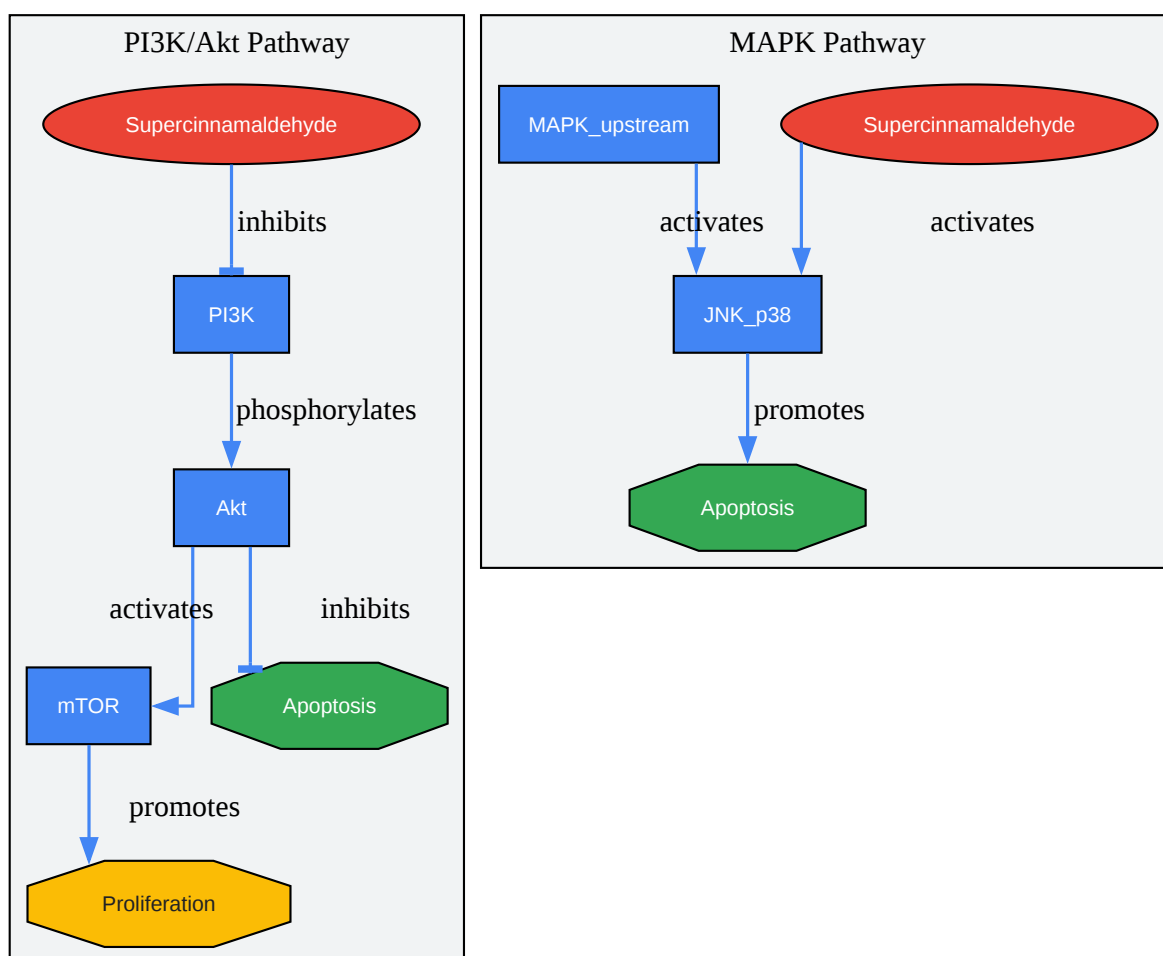 PI3K/Akt Pathway
Supercinnamaldehyde
inhibits
PI3K
phosphorylates
Akt
activates
inhibits
mTOR
Apoptosis
promotes
Proliferation
MAPK Pathway
MAPK_upstream
Supercinnamaldehyde
activates
activates
JNK_p38
promotes
Apoptosis